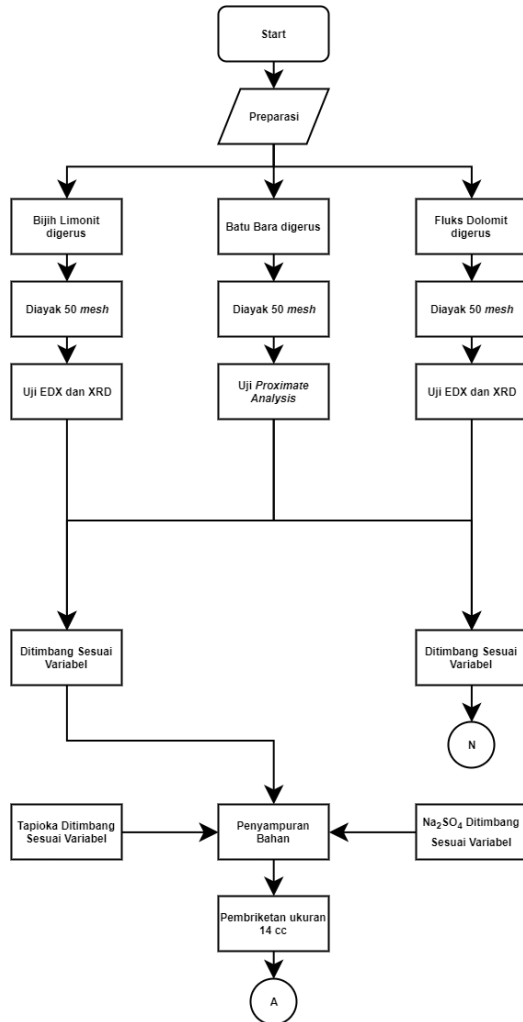 Start
Preparasi
Bijih Limonit
digerus
Batu Bara digerus
Fluks Dolomit
digerus
Diayak 50 mesh
Diayak 50 mesh
Diayak 50 mesh
Uji EDX dan XRD
Uji Proximate
Analysis
Uji EDX dan XRD
Ditimbang Sesuai
Variabel
Ditimbang Sesuai
Variabel
N
Tapioka Ditimbang
Sesuai Variabel
Penyampuran
Bahan
Na₂SO₄ Ditimbang
Sesuai Variabel
Pembriketan ukuran
14 cc
A